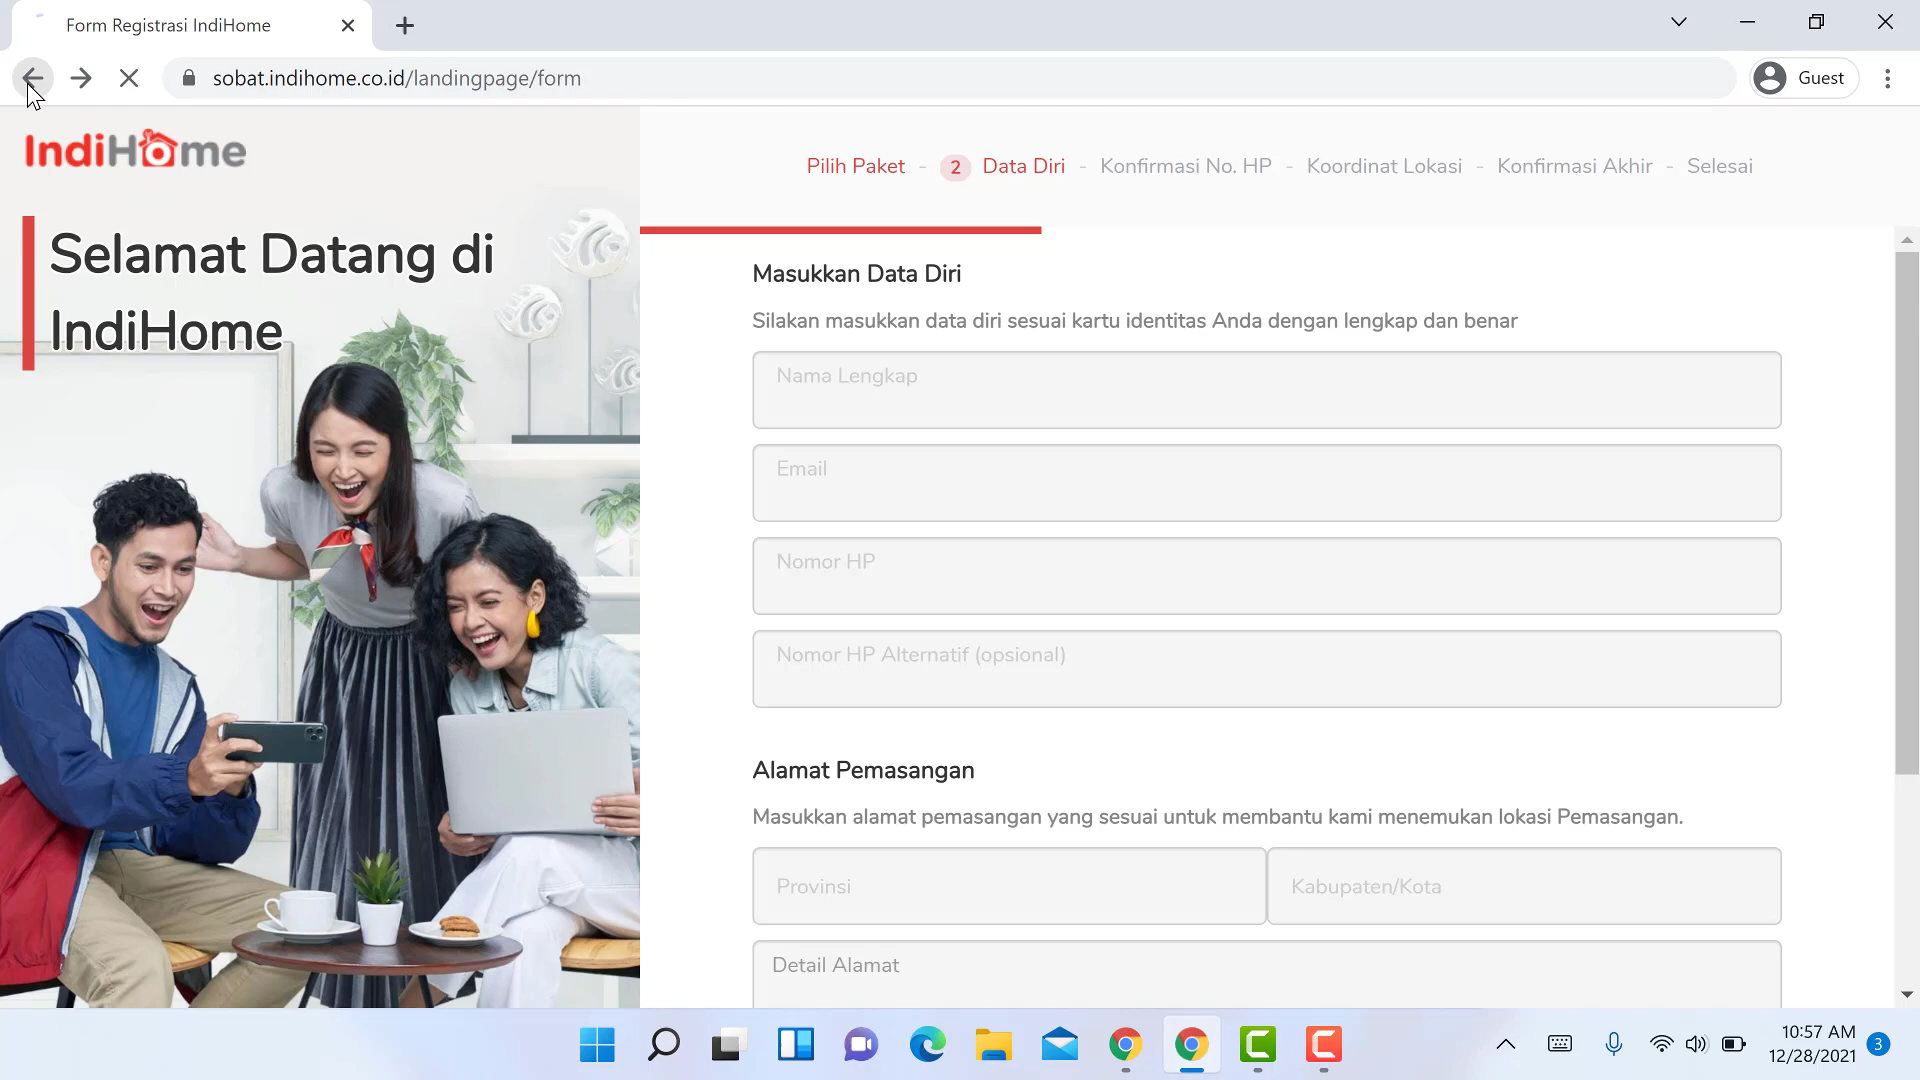 Form Registrasi IndiHome
sobat.indihome.co.id/landingpage/form
Guest
IndiHome
Pilih Paket - 2 Data Diri - Konfirmasi No. HP - Koordinat Lokasi - Konfirmasi Akhir - Selesai
Selamat Datang di
IndiHome
Masukkan Data Diri
Silakan masukkan data diri sesuai kartu identitas Anda dengan lengkap dan benar
Nama Lengkap
Email
Nomor HP
Nomor HP Alternatif (opsional)
Alamat Pemasangan
Masukkan alamat pemasangan yang sesuai untuk membantu kami menemukan lokasi Pemasangan.
Provinsi
Kabupaten/Kota
Detail Alamat
10:57 AM
12/28/2021
3